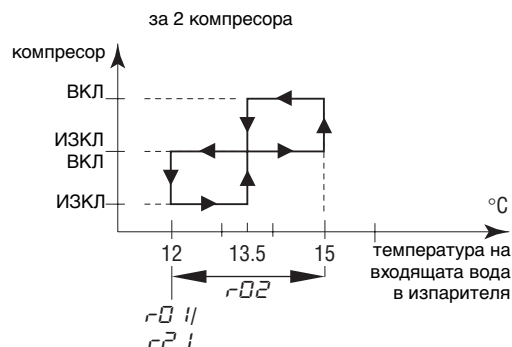 за 2 компресора
компресор
ВКЛ
ИЗКЛ
ВКЛ
ИЗКЛ
°C
12 13.5 15
температура на
входящата вода
в изпарителя
r02
r01/
r21